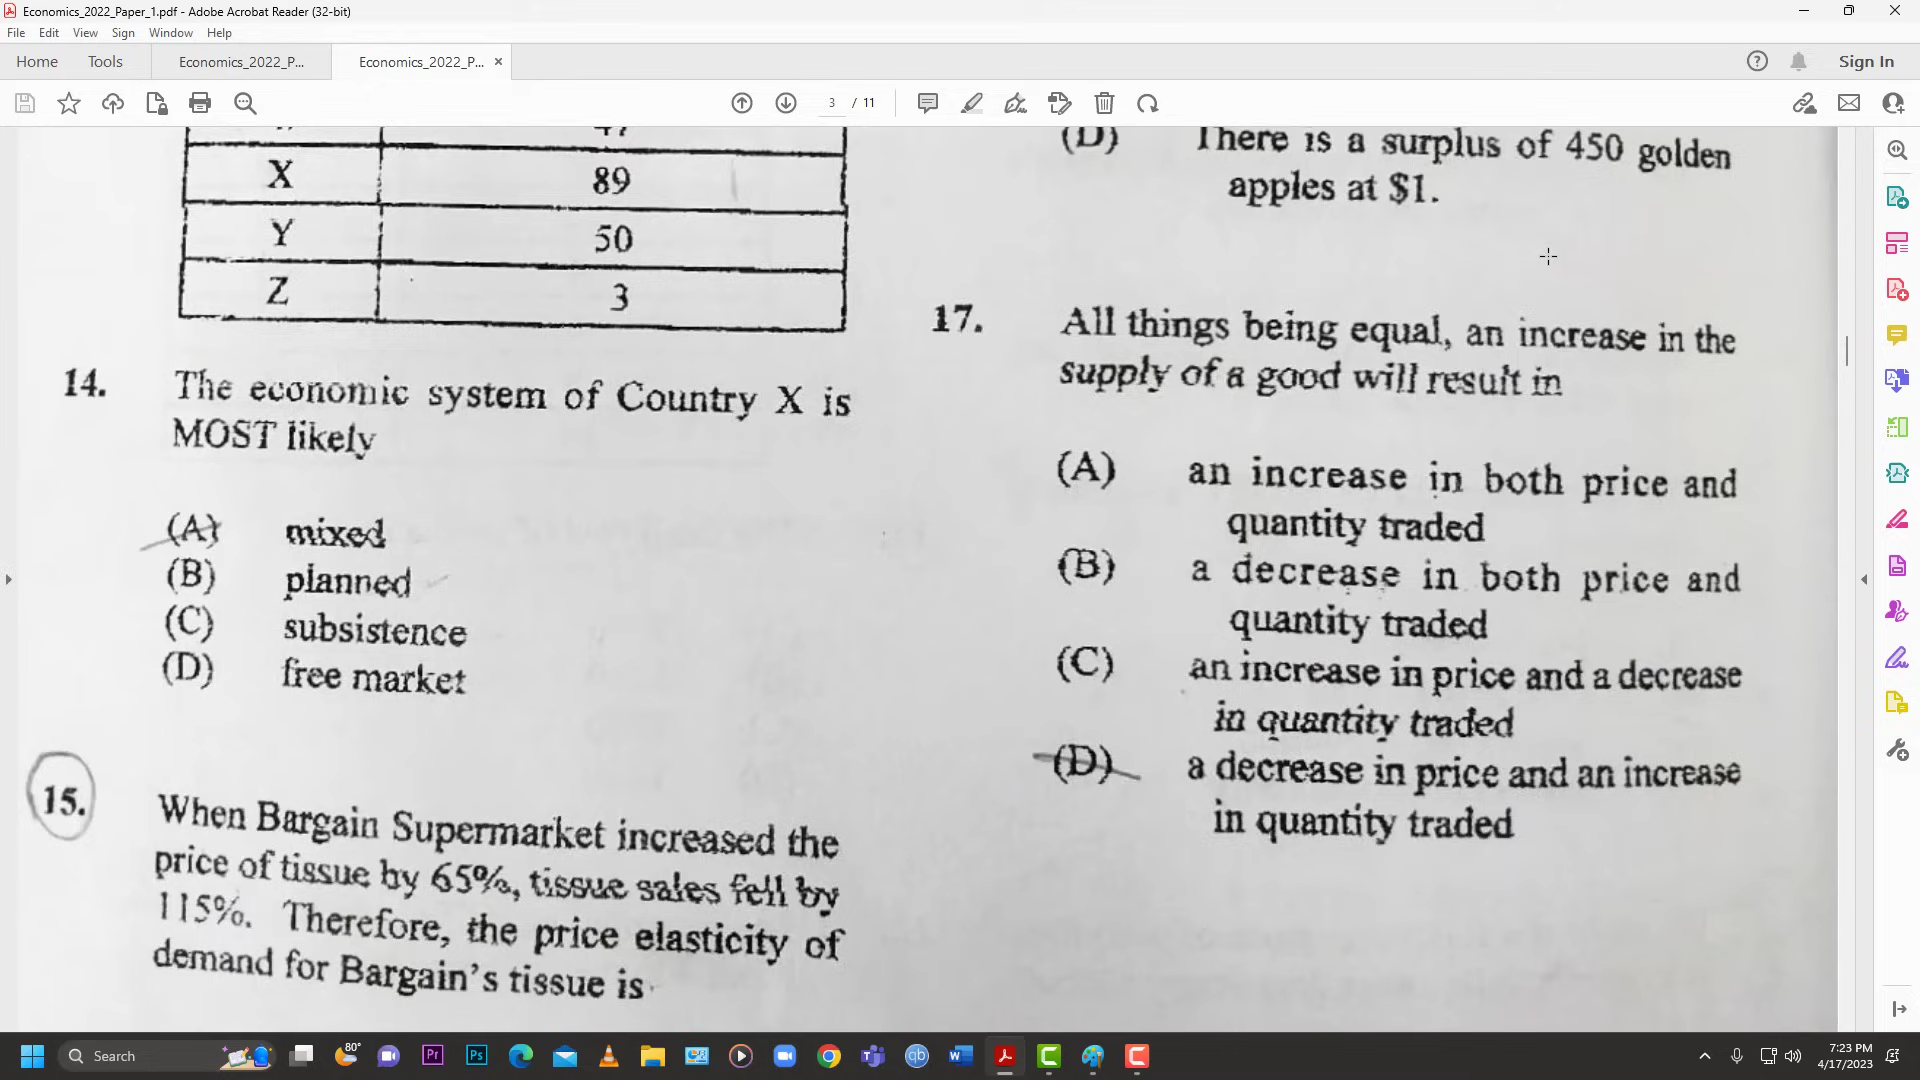 Economics_2022_Paper_1.pdf - Adobe Acrobat Reader (32-bit)
File Edit View Sign Window Help
Home Tools Economics_2022_P... Economics_2022_P... ×
Sign In
3 / 11
47
X 89
Y 50
Z 3
14. The economic system of Country X is
MOST likely
(A) mixed
(B) planned
(C) subsistence
(D) free market
15. When Bargain Supermarket increased the
price of tissue by 65%, tissue sales fell by
115%. Therefore, the price elasticity of
demand for Bargain's tissue is
(D) There is a surplus of 450 golden
apples at $1.
17. All things being equal, an increase in the
supply of a good will result in
(A) an increase in both price and
quantity traded
(B) a decrease in both price and
quantity traded
(C) an increase in price and a decrease
in quantity traded
(D) a decrease in price and an increase
in quantity traded
Search
80°
Pr
Ps
qb
7:23 PM
4/17/2023